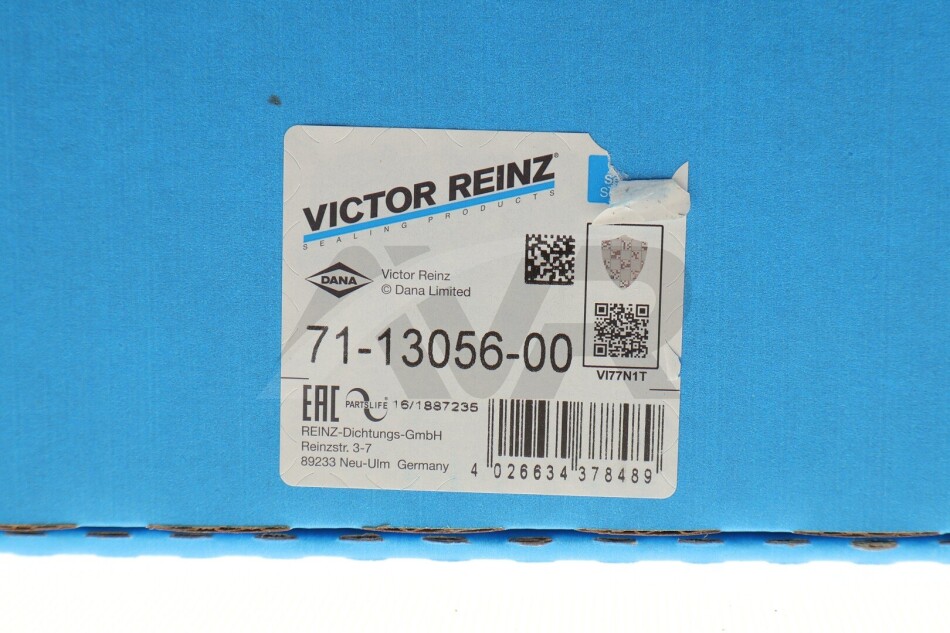 VICTOR REINZ®
SEALING PRODUCTS
S
S
DANA
Victor Reinz
© Dana Limited
71-13056-00
VI77N1T
EAC PARTSLIFE 16/1887235
REINZ-Dichtungs-GmbH
Reinzstr. 3-7
89233 Neu-Ulm Germany
4 026634 378489
AVR